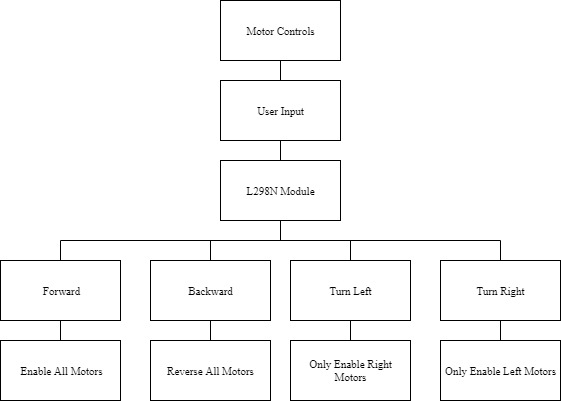 Motor Controls
User Input
L298N Module
Forward
Backward
Turn Left
Turn Right
Enable All Motors
Reverse All Motors
Only Enable Right
Motors
Only Enable Left Motors